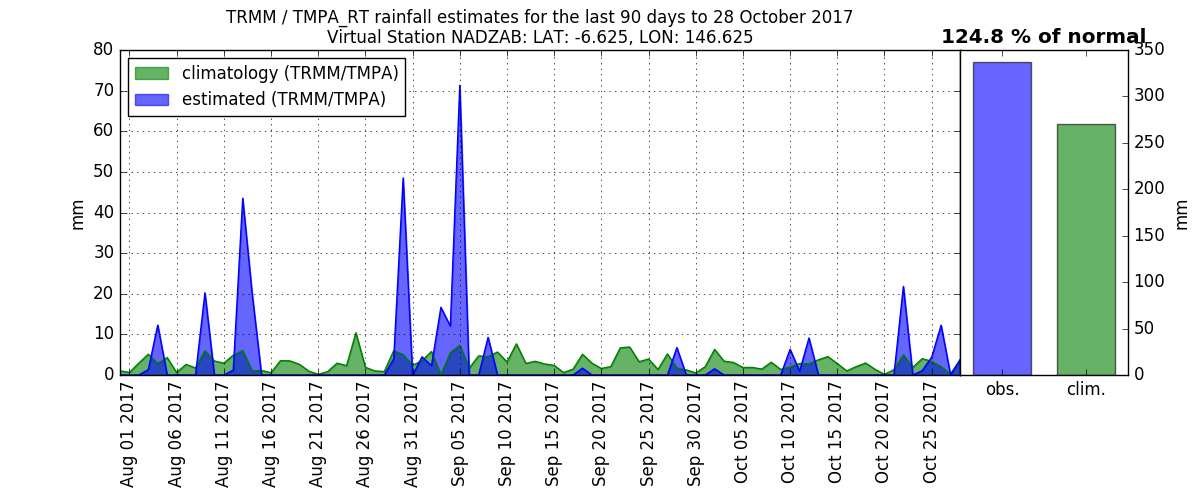 TRMM / TMPA_RT rainfall estimates for the last 90 days to 28 October 2017
Virtual Station NADZAB: LAT: -6.625, LON: 146.625
124.8 % of normal
climatology (TRMM/TMPA)
estimated (TRMM/TMPA)
mm
80
70
60
50
40
30
20
10
0
Aug 01 2017
Aug 06 2017
Aug 11 2017
Aug 16 2017
Aug 21 2017
Aug 26 2017
Aug 31 2017
Sep 05 2017
Sep 10 2017
Sep 15 2017
Sep 20 2017
Sep 25 2017
Sep 30 2017
Oct 05 2017
Oct 10 2017
Oct 15 2017
Oct 20 2017
Oct 25 2017
obs.
clim.
350
300
250
200
150
100
50
0
mm